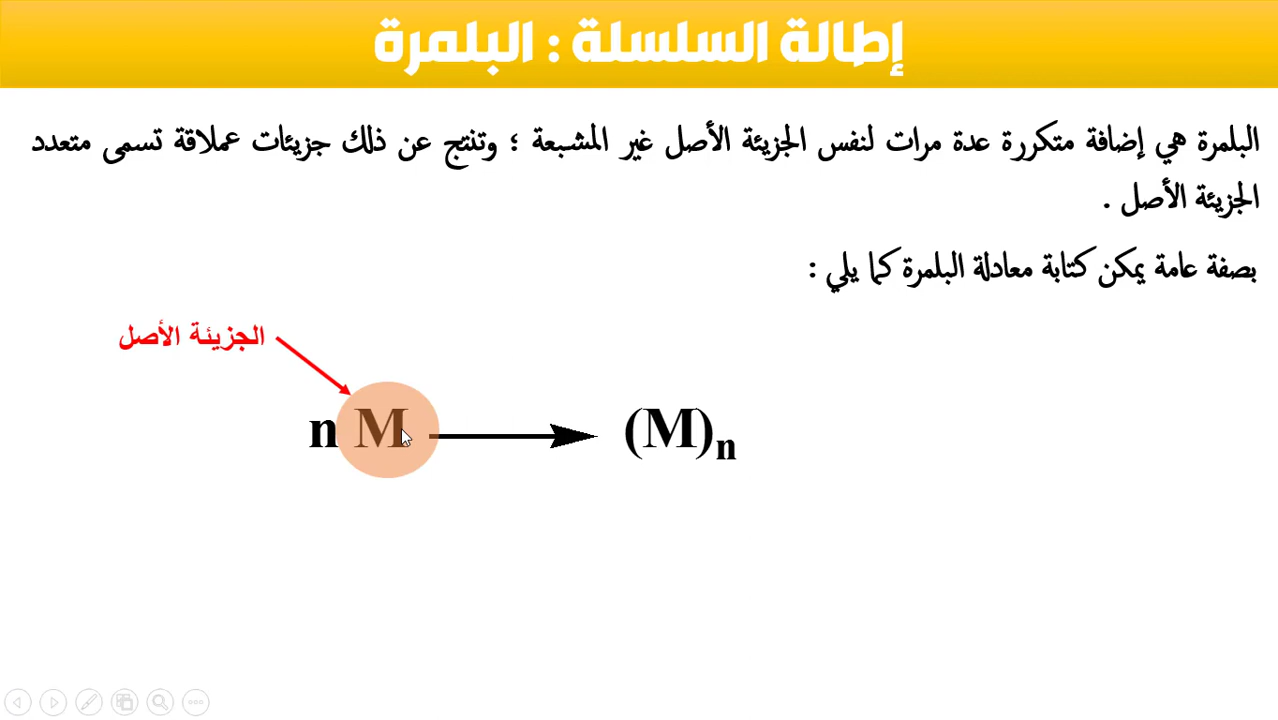 إطالة السلسلة : البلمرة
البلمرة هي إضافة متكررة عدة مرات لنفس الجزيئة الأصل غير المشبعة ؛ وتنتج عن ذلك جزيئات عملاقة تسمى متعدد
الجزيئة الأصل .
بصفة عامة يمكن كتابة معادلة البلمرة كما يلي :
الجزيئة الأصل
n M (M)n